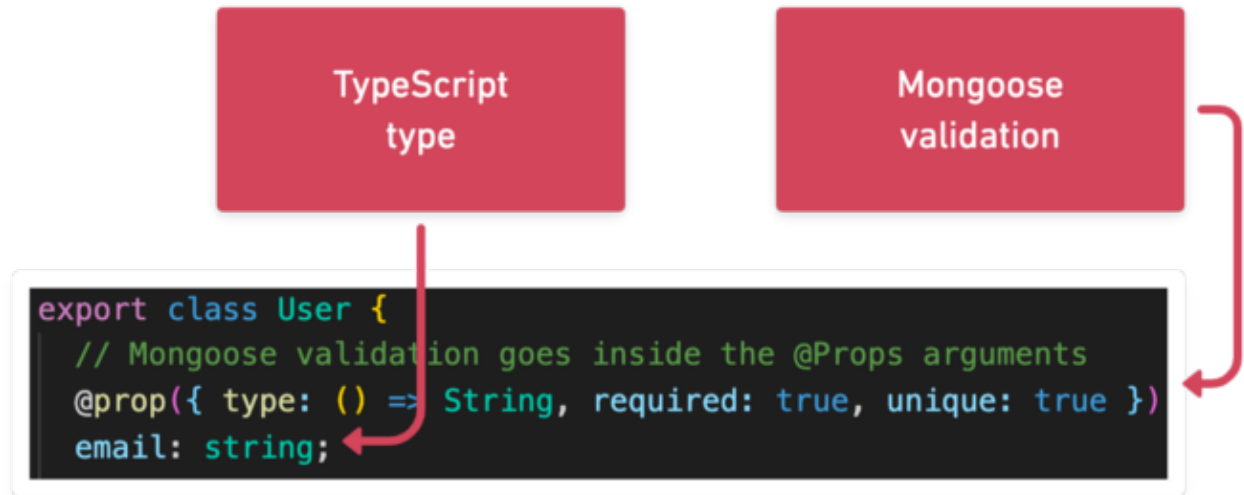 TypeScript
type
Mongoose
validation
export class User {
// Mongoose validation goes inside the @Props arguments
@prop({ type: () => String, required: true, unique: true })
email: string;